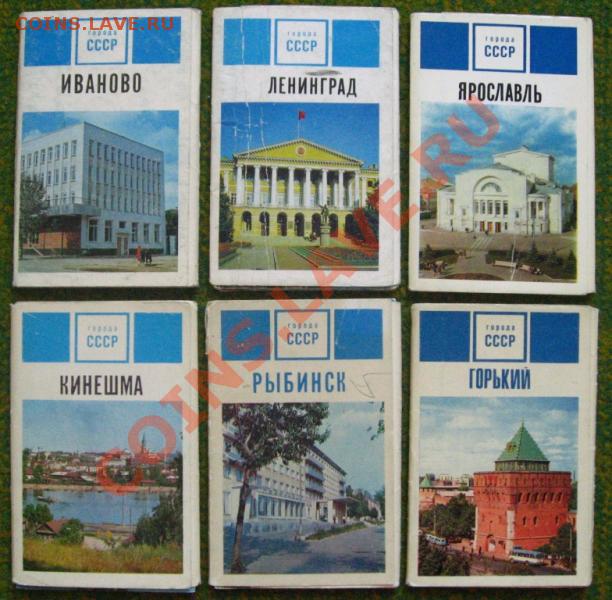 COINS.LAVE.RU
города
СССР
ИВАНОВО
города
СССР
ЛЕНИНГРАД
города
СССР
ЯРОСЛАВЛЬ
города
СССР
КИНЕШМА
города
СССР
РЫБИНСК
города
СССР
ГОРЬКИЙ
COINS.LAVE.RU